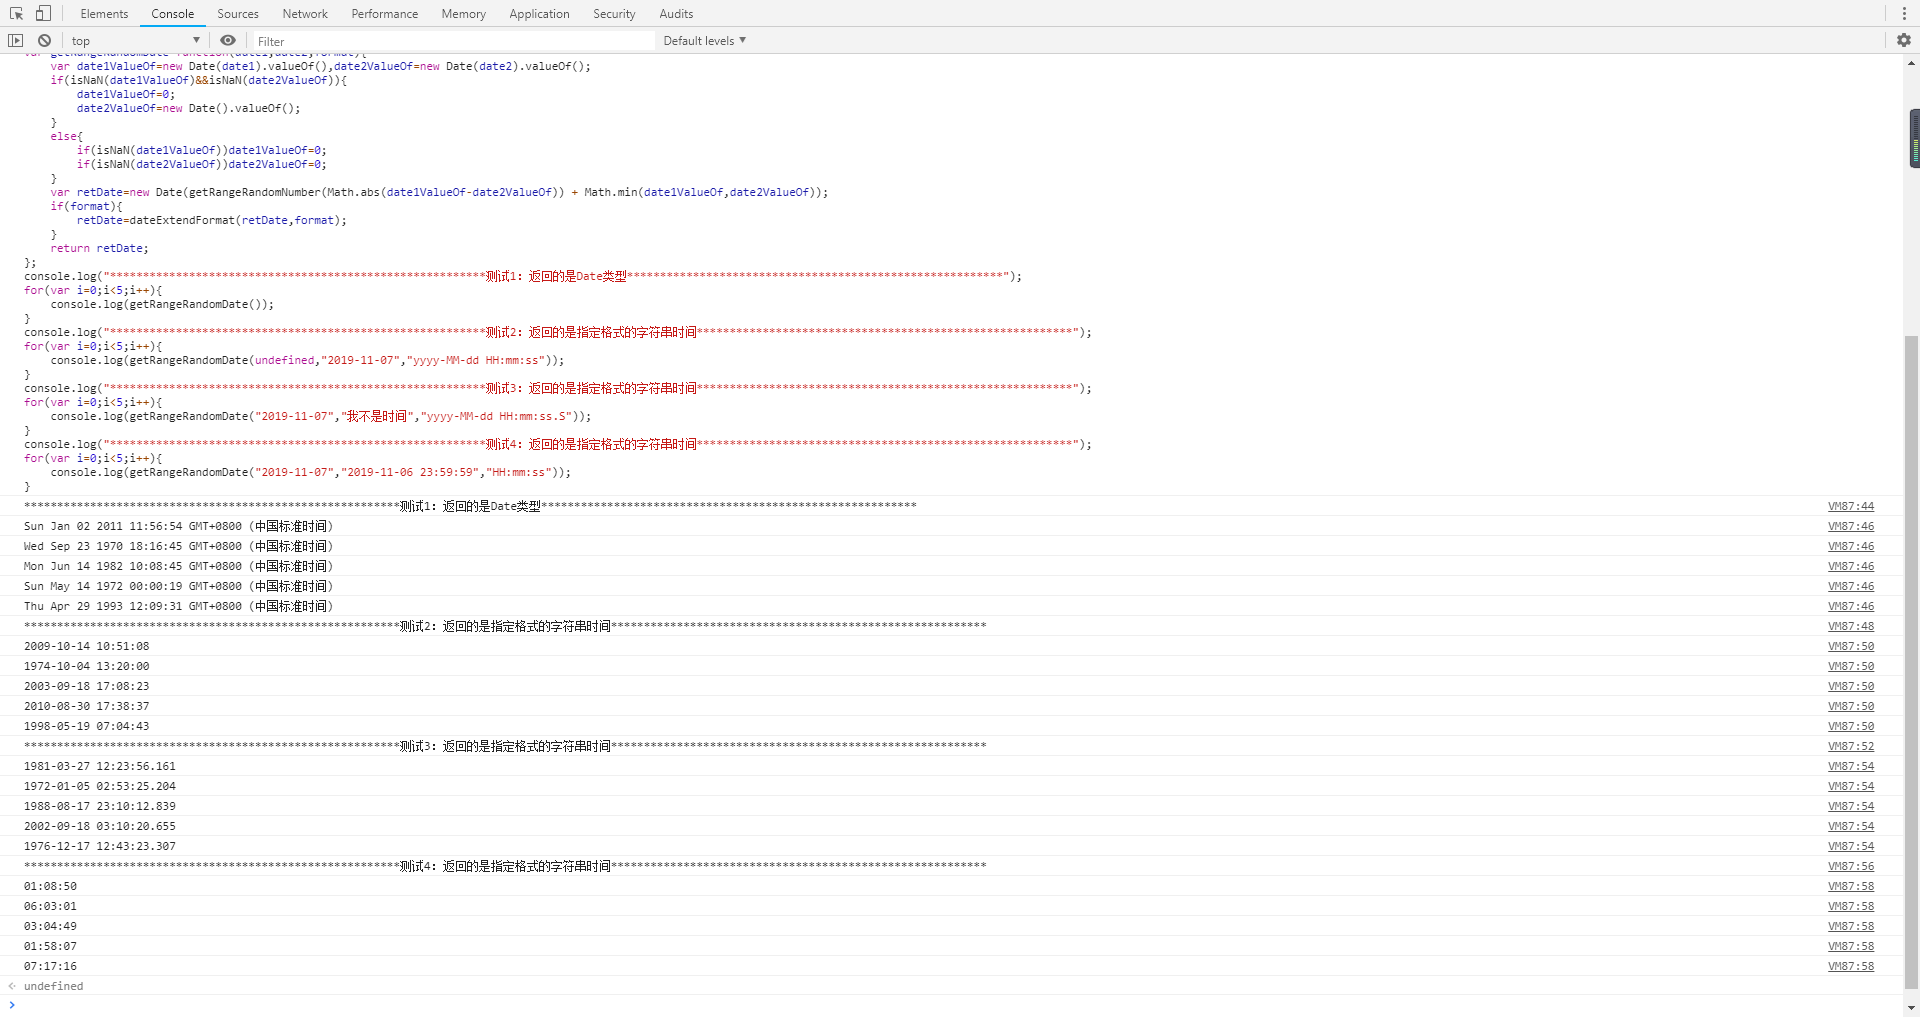 Elements Console Sources Network Performance Memory Application Security Audits
top Filter Default levels
var getRangeRandomDate=function(date1,date2,format){
var date1ValueOf=new Date(date1).valueOf(),date2ValueOf=new Date(date2).valueOf();
if(isNaN(date1ValueOf)&&isNaN(date2ValueOf)){
date1ValueOf=0;
date2ValueOf=new Date().valueOf();
}
else{
if(isNaN(date1ValueOf))date1ValueOf=0;
if(isNaN(date2ValueOf))date2ValueOf=0;
}
var retDate=new Date(getRangeRandomNumber(Math.abs(date1ValueOf-date2ValueOf)) + Math.min(date1ValueOf,date2ValueOf));
if(format){
retDate=dateExtendFormat(retDate,format);
}
return retDate;
};
console.log("*********************************************************测试1：返回的是Date类型*********************************************************");
for(var i=0;i<5;i++){
console.log(getRangeRandomDate());
}
console.log("*********************************************************测试2：返回的是指定格式的字符串时间*********************************************************");
for(var i=0;i<5;i++){
console.log(getRangeRandomDate(undefined,"2019-11-07","yyyy-MM-dd HH:mm:ss"));
}
console.log("*********************************************************测试3：返回的是指定格式的字符串时间*********************************************************");
for(var i=0;i<5;i++){
console.log(getRangeRandomDate("2019-11-07","我不是时间","yyyy-MM-dd HH:mm:ss.S"));
}
console.log("*********************************************************测试4：返回的是指定格式的字符串时间*********************************************************");
for(var i=0;i<5;i++){
console.log(getRangeRandomDate("2019-11-07","2019-11-06 23:59:59","HH:mm:ss"));
}
*********************************************************测试1：返回的是Date类型********************************************************* VM87:44
Sun Jan 02 2011 11:56:54 GMT+0800 (中国标准时间) VM87:46
Wed Sep 23 1970 18:16:45 GMT+0800 (中国标准时间) VM87:46
Mon Jun 14 1982 10:08:45 GMT+0800 (中国标准时间) VM87:46
Sun May 14 1972 00:00:19 GMT+0800 (中国标准时间) VM87:46
Thu Apr 29 1993 12:09:31 GMT+0800 (中国标准时间) VM87:46
*********************************************************测试2：返回的是指定格式的字符串时间********************************************************* VM87:48
2009-10-14 10:51:08 VM87:50
1974-10-04 13:20:00 VM87:50
2003-09-18 17:08:23 VM87:50
2010-08-30 17:38:37 VM87:50
1998-05-19 07:04:43 VM87:50
*********************************************************测试3：返回的是指定格式的字符串时间********************************************************* VM87:52
1981-03-27 12:23:56.161 VM87:54
1972-01-05 02:53:25.204 VM87:54
1988-08-17 23:10:12.839 VM87:54
2002-09-18 03:10:20.655 VM87:54
1976-12-17 12:43:23.307 VM87:54
*********************************************************测试4：返回的是指定格式的字符串时间********************************************************* VM87:56
01:08:50 VM87:58
06:03:01 VM87:58
03:04:49 VM87:58
01:58:07 VM87:58
07:17:16 VM87:58
undefined